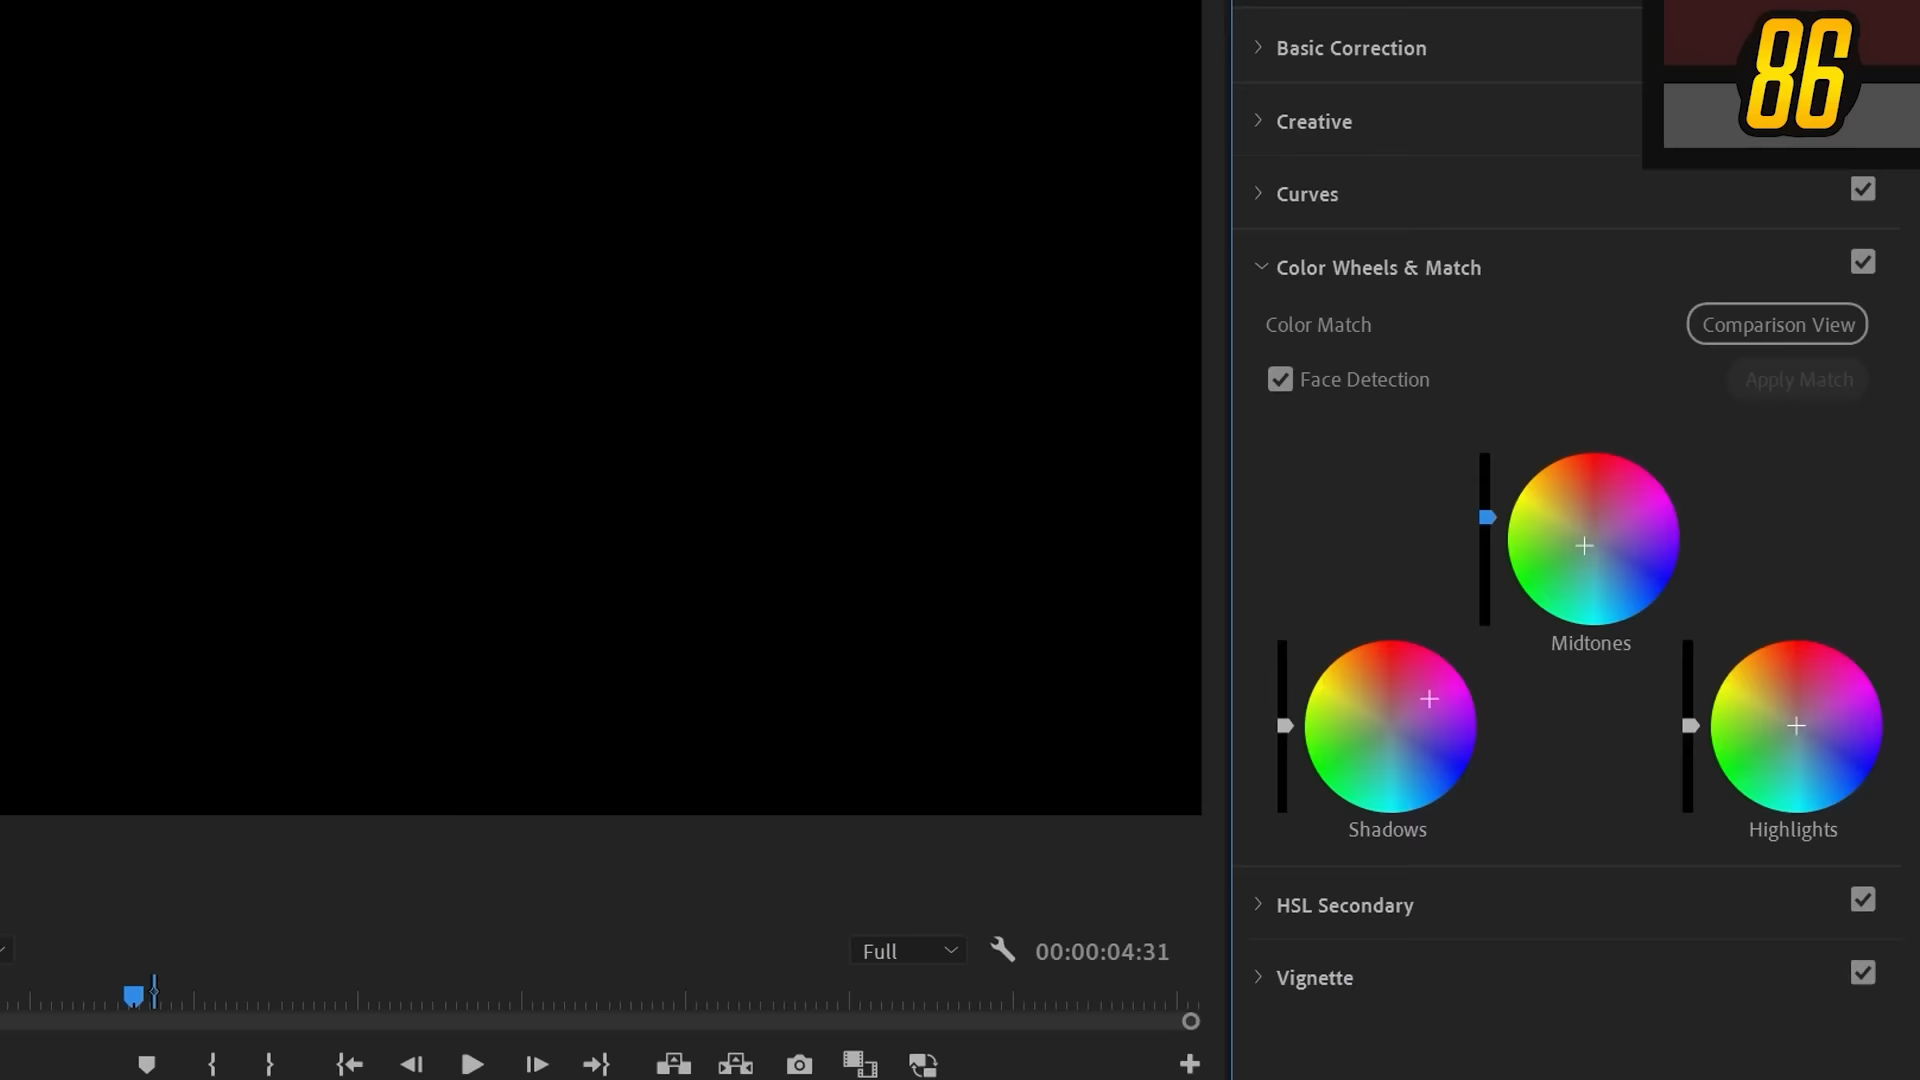 86
Basic Correction
Creative
Curves
Color Wheels & Match
Color Match
Comparison View
Face Detection
Apply Match
Midtones
Shadows
Highlights
HSL Secondary
Full
00:00:04:31
Vignette